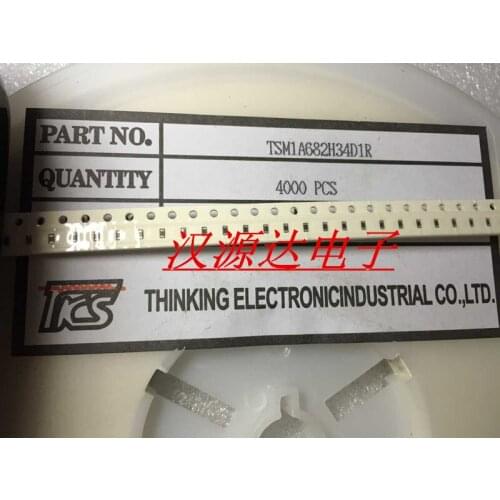 PART NO. TSM1A682H34D1R
QUANTITY 4000 PCS
汉源达电子
TKS THINKING ELECTRONICINDUSTRIAL CO.,LTD.